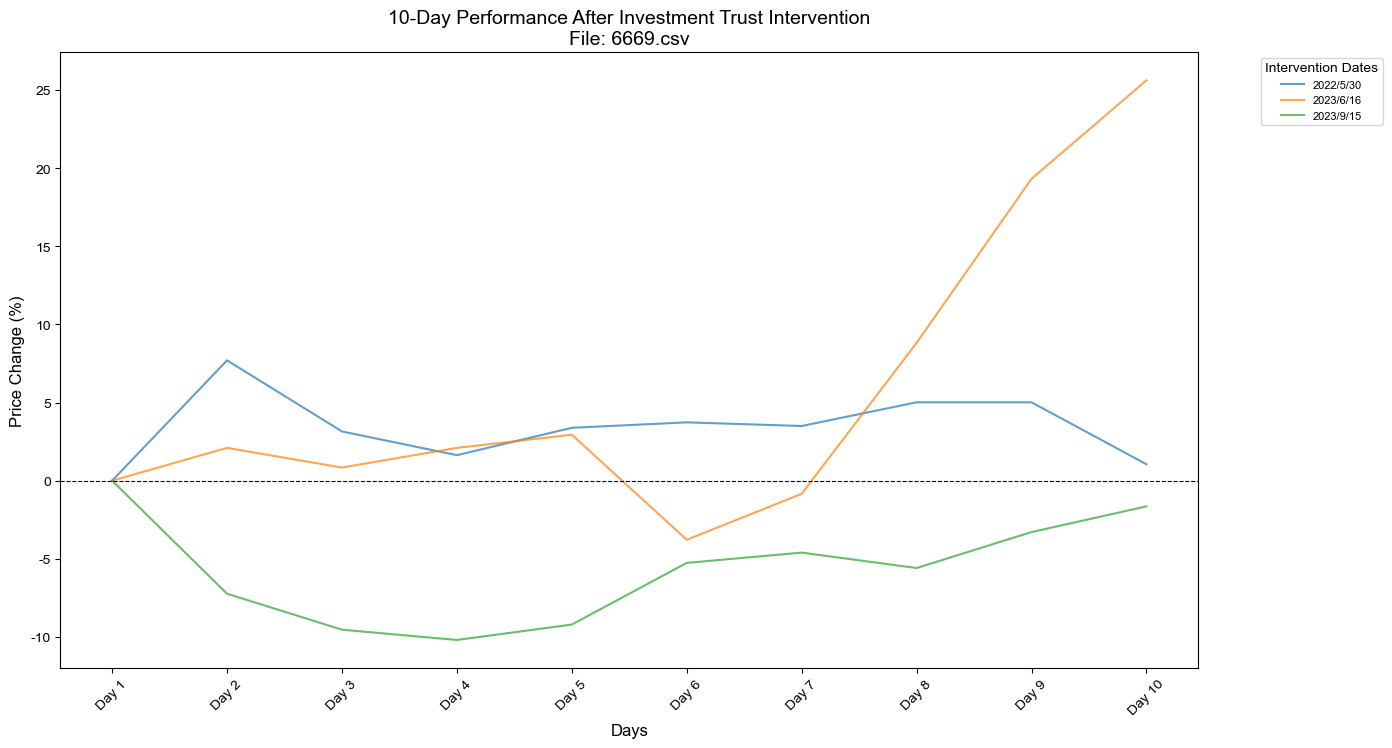 10-Day Performance After Investment Trust Intervention
File: 6669.csv
Intervention Dates
2022/5/30
2023/6/16
2023/9/15
Price Change (%)
25
20
15
10
5
0
-5
-10
Day 1
Day 2
Day 3
Day 4
Day 5
Day 6
Day 7
Day 8
Day 9
Day 10
Days